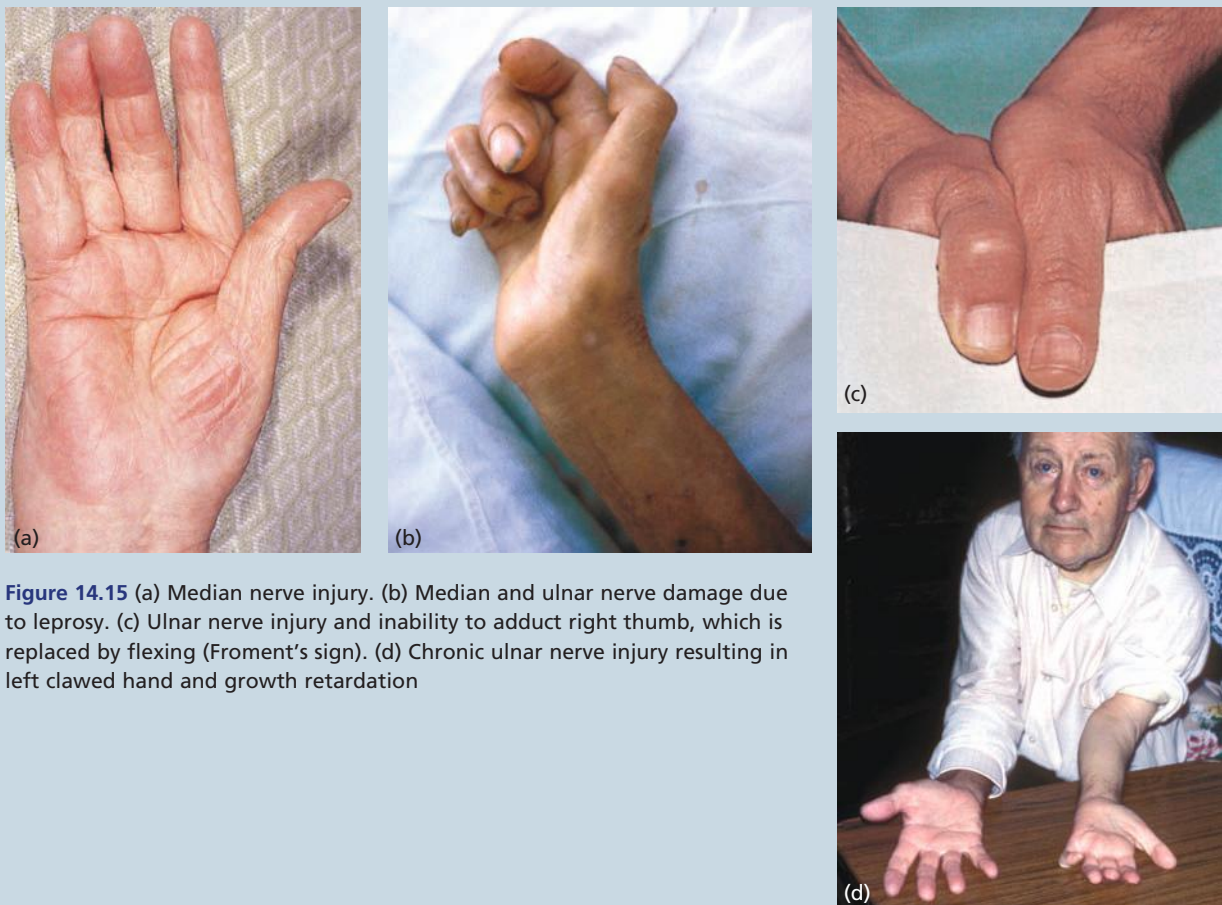 (a)
(b)
(c)
(d)
Figure 14.15 (a) Median nerve injury. (b) Median and ulnar nerve damage due
to leprosy. (c) Ulnar nerve injury and inability to adduct right thumb, which is
replaced by flexing (Froment’s sign). (d) Chronic ulnar nerve injury resulting in
left clawed hand and growth retardation